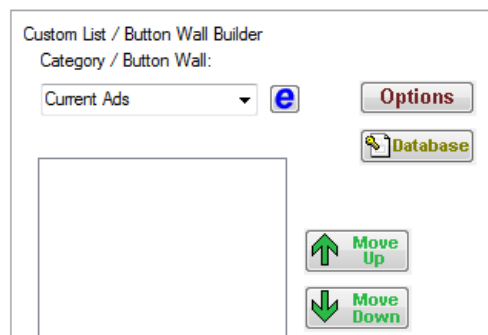 Custom List / Button Wall Builder
Category / Button Wall:
Current Ads
e
Options
Database
Move
Up
Move
Down